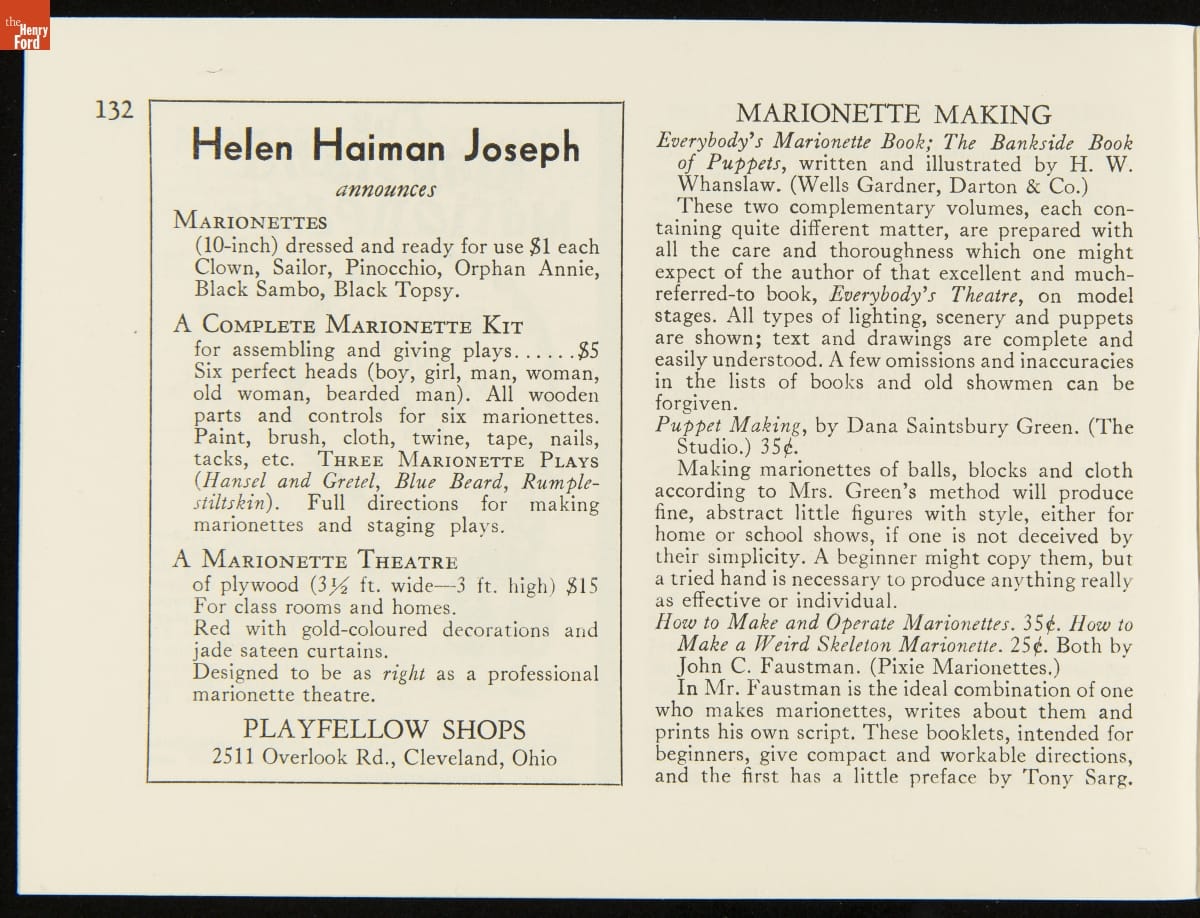 the
Henry
Ford
132
Helen Haiman Joseph
announces
MARIONETTES
(10-inch) dressed and ready for use $1 each
Clown, Sailor, Pinocchio, Orphan Annie,
Black Sambo, Black Topsy.
A COMPLETE MARIONETTE KIT
for assembling and giving plays......$5
Six perfect heads (boy, girl, man, woman,
old woman, bearded man). All wooden
parts and controls for six marionettes.
Paint, brush, cloth, twine, tape, nails,
tacks, etc. THREE MARIONETTE PLAYS
(Hansel and Gretel, Blue Beard, Rumple-
stiltskin). Full directions for making
marionettes and staging plays.
A MARIONETTE THEATRE
of plywood (3½ ft. wide—3 ft. high) $15
For class rooms and homes.
Red with gold-coloured decorations and
jade sateen curtains.
Designed to be as right as a professional
marionette theatre.
PLAYFELLOW SHOPS
2511 Overlook Rd., Cleveland, Ohio
MARIONETTE MAKING
Everybody's Marionette Book; The Bankside Book
of Puppets, written and illustrated by H. W.
Whanslaw. (Wells Gardner, Darton & Co.)
These two complementary volumes, each con-
taining quite different matter, are prepared with
all the care and thoroughness which one might
expect of the author of that excellent and much-
referred-to book, Everybody's Theatre, on model
stages. All types of lighting, scenery and puppets
are shown; text and drawings are complete and
easily understood. A few omissions and inaccuracies
in the lists of books and old showmen can be
forgiven.
Puppet Making, by Dana Saintsbury Green. (The
Studio.) 35¢.
Making marionettes of balls, blocks and cloth
according to Mrs. Green's method will produce
fine, abstract little figures with style, either for
home or school shows, if one is not deceived by
their simplicity. A beginner might copy them, but
a tried hand is necessary to produce anything really
as effective or individual.
How to Make and Operate Marionettes. 35¢. How to
Make a Weird Skeleton Marionette. 25¢. Both by
John C. Faustman. (Pixie Marionettes.)
In Mr. Faustman is the ideal combination of one
who makes marionettes, writes about them and
prints his own script. These booklets, intended for
beginners, give compact and workable directions,
and the first has a little preface by Tony Sarg.